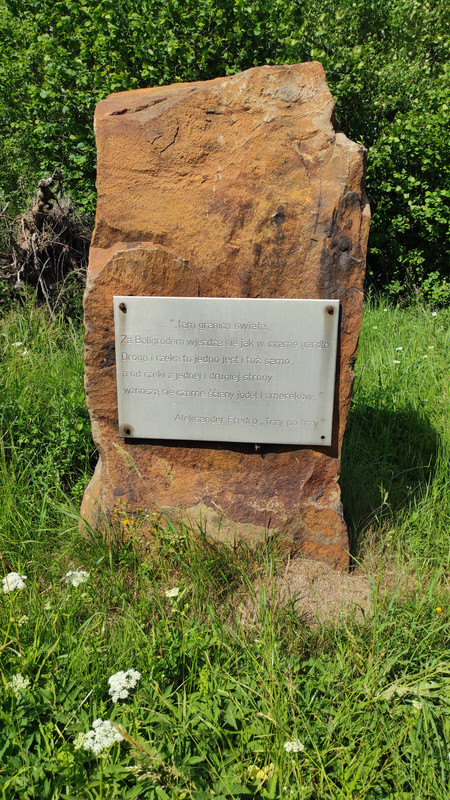 "...tam granica świata.
Za Baligrodem wjeżdża się jak w czarne gardło.
Droga i rzeka to jedno jest i toż samo,
a od rzeki z jednej i drugiej strony
wznoszą się czarne ściany jodeł i smereków."
Aleksander Fredro „Trzy po trzy"